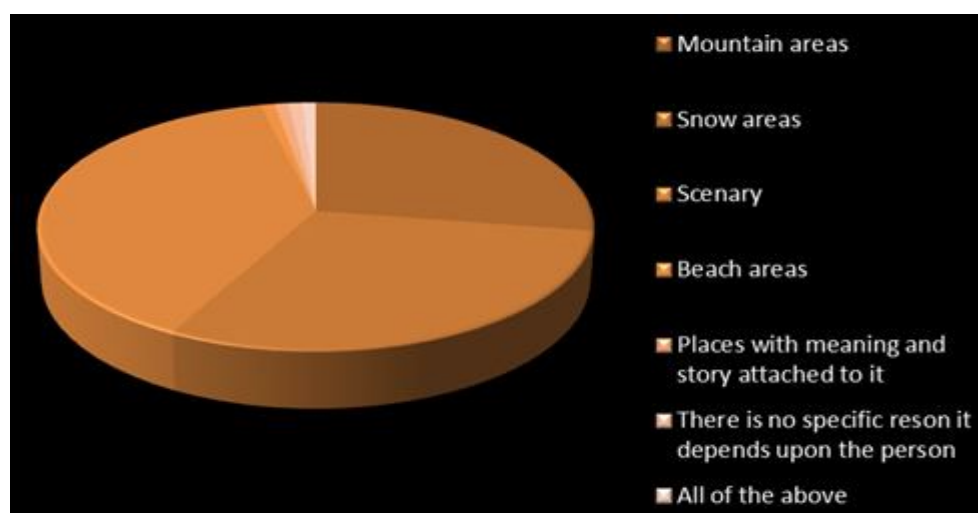 Mountain areas
Snow areas
Scenary
Beach areas
Places with meaning and
story attached to it
There is no specific reson it
depends upon the person
All of the above